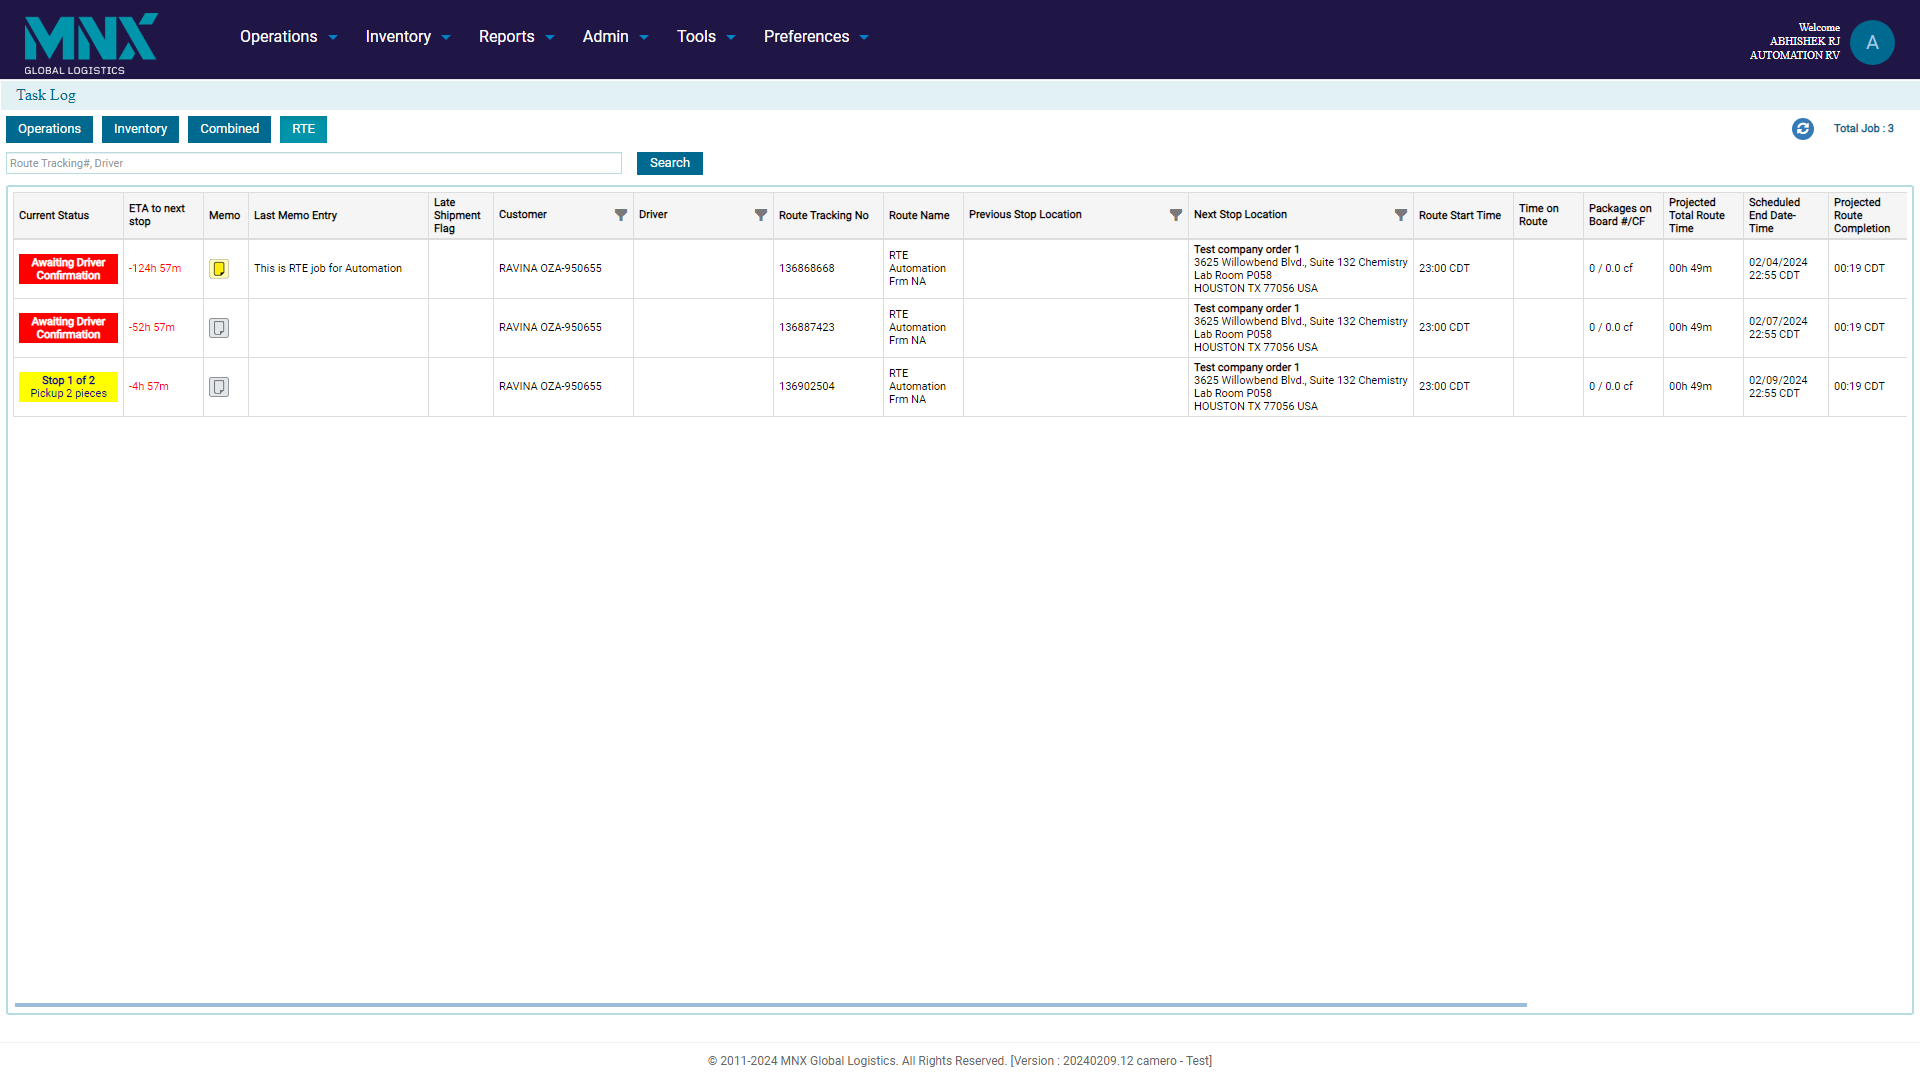 MNX
GLOBAL LOGISTICS
Operations Inventory Reports Admin Tools Preferences
Welcome
ABHISHEK RJ
AUTOMATION RV
A
Task Log
Operations Inventory Combined RTE
Total Job : 3
Route Tracking#, Driver
Search
Current Status
ETA to next
stop
Memo
Last Memo Entry
Late
Shipment
Flag
Customer
Driver
Route Tracking No
Route Name
Previous Stop Location
Next Stop Location
Route Start Time
Time on
Route
Packages on
Board #/CF
Projected
Total Route
Time
Scheduled
End Date-
Time
Projected
Route
Completion
Awaiting Driver
Confirmation
-124h 57m
This is RTE job for Automation
RAVINA OZA-950655
136868668
RTE
Automation
Frm NA
Test company order 1
3625 Willowbend Blvd., Suite 132 Chemistry
Lab Room P058
HOUSTON TX 77056 USA
23:00 CDT
0 / 0.0 cf
00h 49m
02/04/2024
22:55 CDT
00:19 CDT
Awaiting Driver
Confirmation
-52h 57m
RAVINA OZA-950655
136887423
RTE
Automation
Frm NA
Test company order 1
3625 Willowbend Blvd., Suite 132 Chemistry
Lab Room P058
HOUSTON TX 77056 USA
23:00 CDT
0 / 0.0 cf
00h 49m
02/07/2024
22:55 CDT
00:19 CDT
Stop 1 of 2
Pickup 2 pieces
-4h 57m
RAVINA OZA-950655
136902504
RTE
Automation
Frm NA
Test company order 1
3625 Willowbend Blvd., Suite 132 Chemistry
Lab Room P058
HOUSTON TX 77056 USA
23:00 CDT
0 / 0.0 cf
00h 49m
02/09/2024
22:55 CDT
00:19 CDT
© 2011-2024 MNX Global Logistics. All Rights Reserved. [Version : 20240209.12 camero - Test]